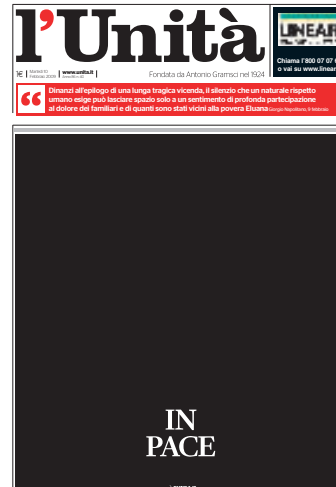 l'Unità
LINEAR
Chiama l'800 07 07
o vai su www.linear
1€
Martedì 10
Febbraio 2009
www.unita.it
Fondata da Antonio Gramsci nel 1924
Dinanzi all'epilogo di una lunga tragica vicenda, il silenzio che un naturale rispetto
umano esige può lasciare spazio solo a un sentimento di profonda partecipazione
al dolore dei familiari e di quanti sono stati vicini alla povera Eluana Giorgio Napolitano, 9 febbraio
IN
PACE